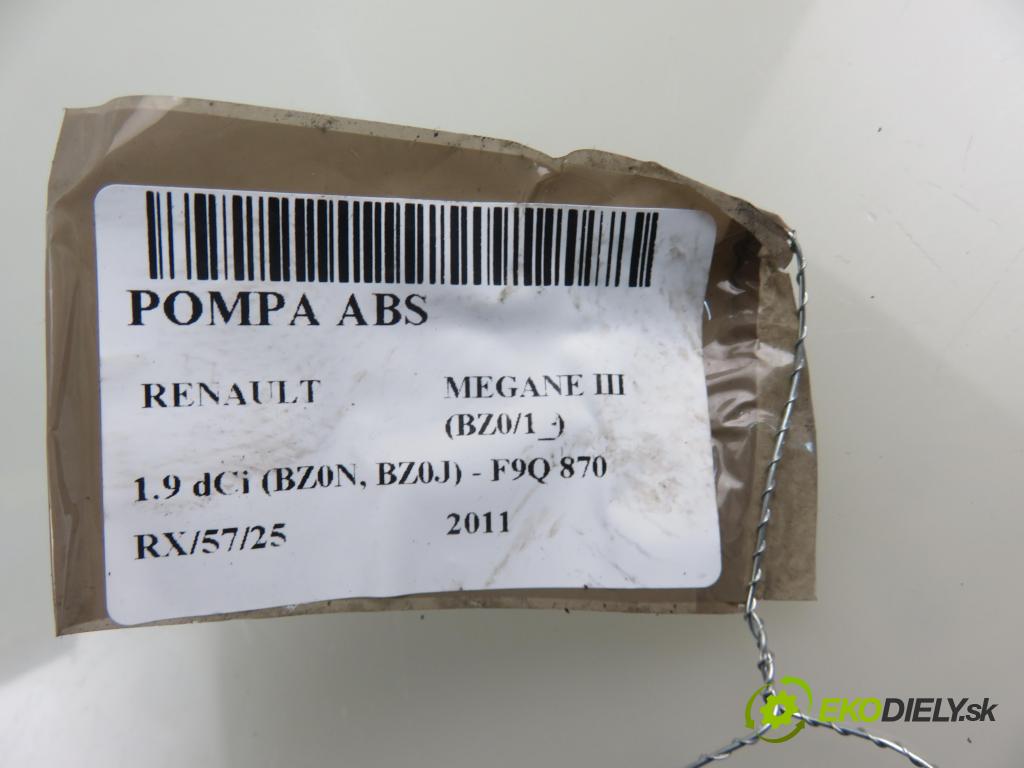 POMPA ABS
RENAULT MEGANE III
(BZ0/1_)
1.9 dCi (BZ0N, BZ0J) - F9Q 870
RX/57/25 2011
EKODIELY.sk